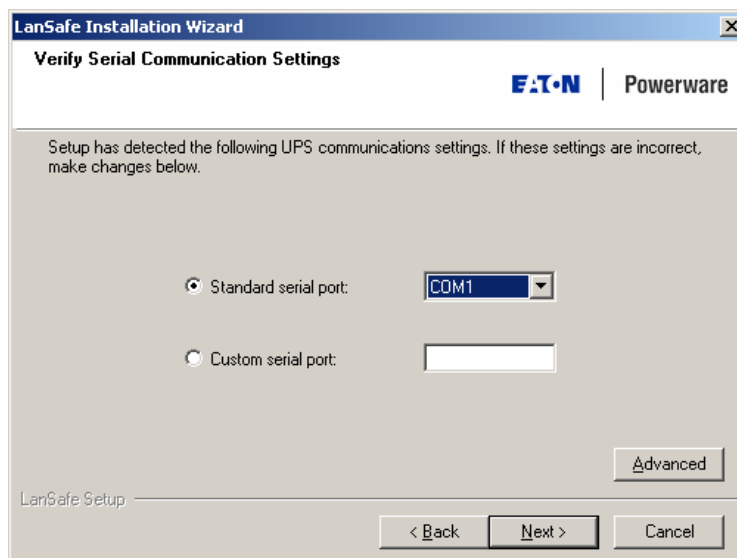 LanSafe Installation Wizard
Verify Serial Communication Settings
EATON | Powerware
Setup has detected the following UPS communications settings. If these settings are incorrect,
make changes below.
Standard serial port: COM1
Custom serial port:
Advanced
LanSafe Setup
< Back Next > Cancel